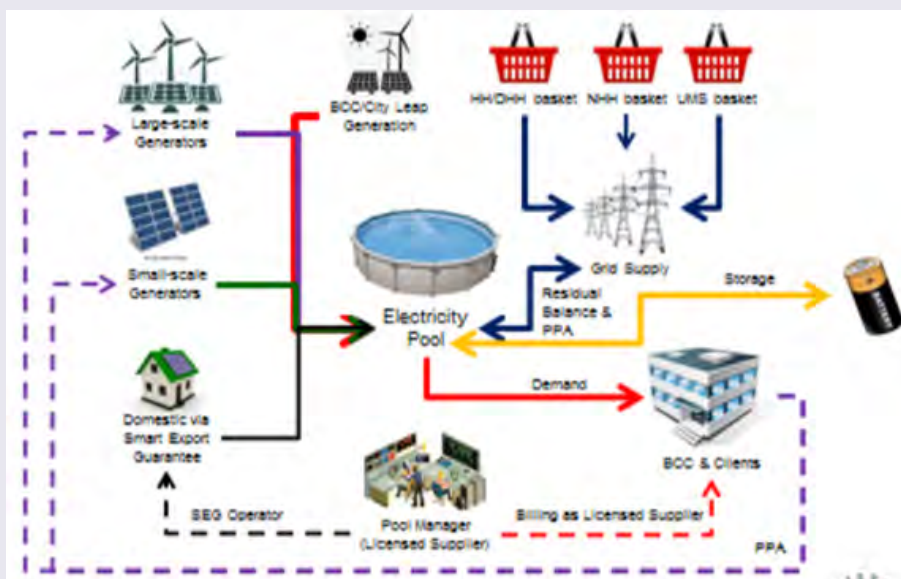 Large-scale
Generators
BCC/City Leap
Generation
HH/DHH basket
NHH basket
UMS basket
Small-scale
Generators
Grid Supply
Electricity
Pool
Residual
Balance &
PPA
Storage
BATTERY
Demand
Domestic via
Smart Export
Guarantee
BCC & Clients
SEG Operator
Pool Manager
(Licensed Supplier)
Billing as Licensed Supplier
PPA